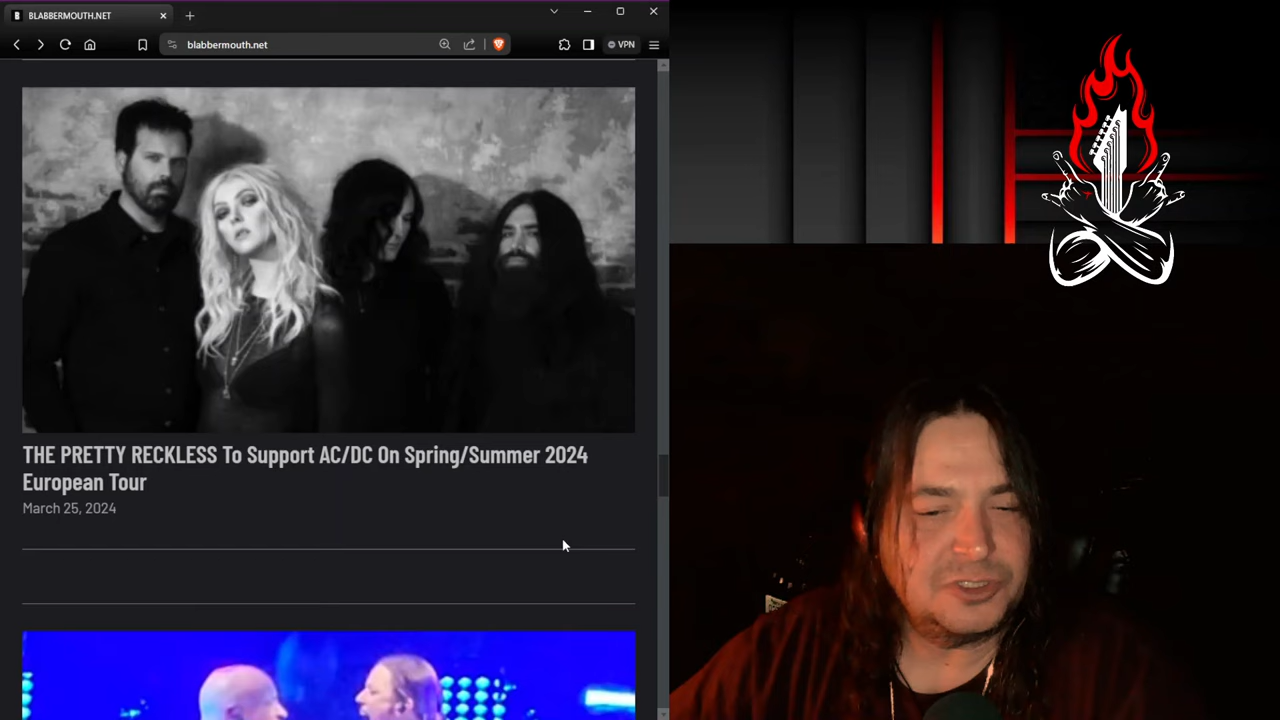 BLABBERMOUTH.NET
blabbermouth.net
VPN
THE PRETTY RECKLESS To Support AC/DC On Spring/Summer 2024
European Tour
March 25, 2024